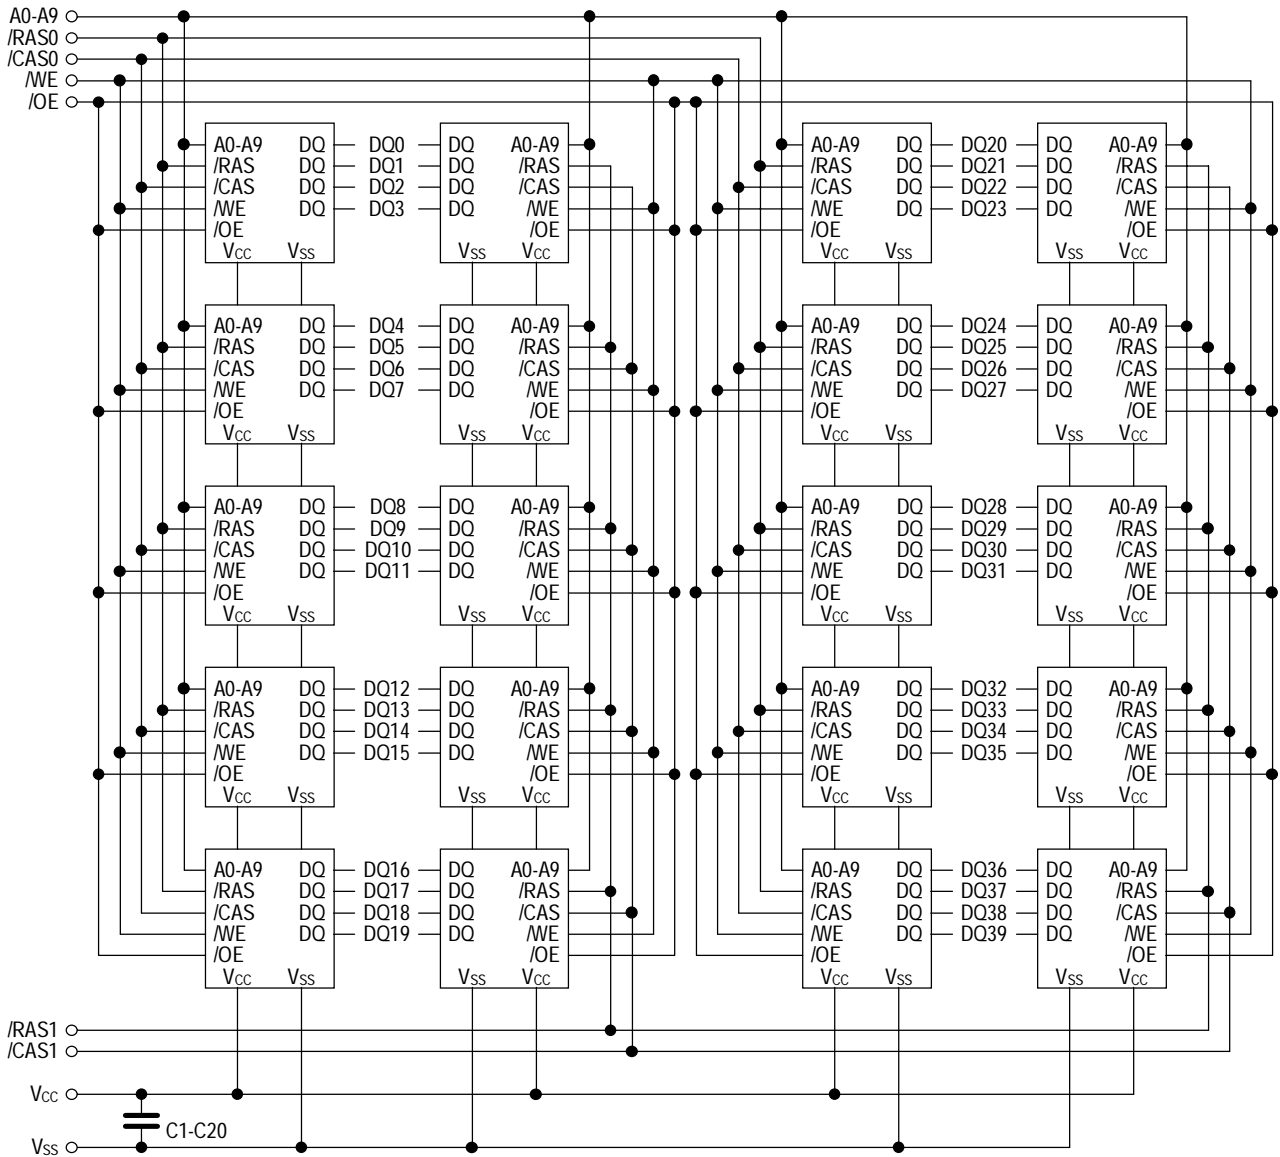 A0-A9
/RAS0
/CAS0
/WE
/OE
A0-A9 DQ DQ0 DQ A0-A9 A0-A9 DQ DQ20 DQ A0-A9
/RAS DQ DQ1 DQ /RAS /RAS DQ DQ21 DQ /RAS
/CAS DQ DQ2 DQ /CAS /CAS DQ DQ22 DQ /CAS
/WE DQ DQ3 DQ /WE /WE DQ DQ23 DQ /WE
/OE /OE /OE /OE
VCC VSS VSS VCC VCC VSS VSS VCC
A0-A9 DQ DQ4 DQ A0-A9 A0-A9 DQ DQ24 DQ A0-A9
/RAS DQ DQ5 DQ /RAS /RAS DQ DQ25 DQ /RAS
/CAS DQ DQ6 DQ /CAS /CAS DQ DQ26 DQ /CAS
/WE DQ DQ7 DQ /WE /WE DQ DQ27 DQ /WE
/OE /OE /OE /OE
VCC VSS VSS VCC VCC VSS VSS VCC
A0-A9 DQ DQ8 DQ A0-A9 A0-A9 DQ DQ28 DQ A0-A9
/RAS DQ DQ9 DQ /RAS /RAS DQ DQ29 DQ /RAS
/CAS DQ DQ10 DQ /CAS /CAS DQ DQ30 DQ /CAS
/WE DQ DQ11 DQ /WE /WE DQ DQ31 DQ /WE
/OE /OE /OE /OE
VCC VSS VSS VCC VCC VSS VSS VCC
A0-A9 DQ DQ12 DQ A0-A9 A0-A9 DQ DQ32 DQ A0-A9
/RAS DQ DQ13 DQ /RAS /RAS DQ DQ33 DQ /RAS
/CAS DQ DQ14 DQ /CAS /CAS DQ DQ34 DQ /CAS
/WE DQ DQ15 DQ /WE /WE DQ DQ35 DQ /WE
/OE /OE /OE /OE
VCC VSS VSS VCC VCC VSS VSS VCC
A0-A9 DQ DQ16 DQ A0-A9 A0-A9 DQ DQ36 DQ A0-A9
/RAS DQ DQ17 DQ /RAS /RAS DQ DQ37 DQ /RAS
/CAS DQ DQ18 DQ /CAS /CAS DQ DQ38 DQ /CAS
/WE DQ DQ19 DQ /WE /WE DQ DQ39 DQ /WE
/OE /OE /OE /OE
VCC VSS VSS VCC VCC VSS VSS VCC
/RAS1
/CAS1
VCC
C1-C20
VSS